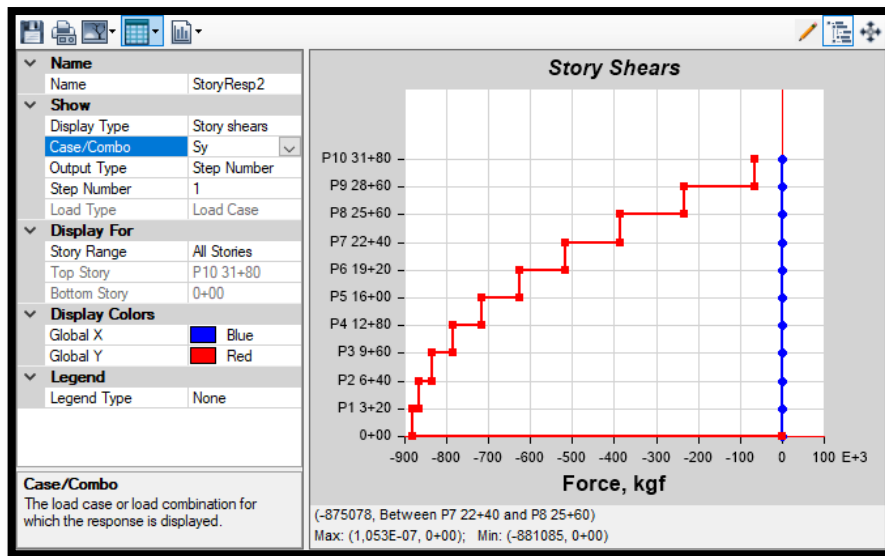 Name
Name StoryResp2
Show
Display Type Story shears
Case/Combo Sy
Output Type Step Number
Step Number 1
Load Type Load Case
Display For
Story Range All Stories
Top Story P10 31+80
Bottom Story 0+00
Display Colors
Global X Blue
Global Y Red
Legend
Legend Type None
Case/Combo
The load case or load combination for
which the response is displayed.
Story Shears
P10 31+80
P9 28+60
P8 25+60
P7 22+40
P6 19+20
P5 16+00
P4 12+80
P3 9+60
P2 6+40
P1 3+20
0+00
-900 -800 -700 -600 -500 -400 -300 -200 -100 0 100 E+3
Force, kgf
(-875078, Between P7 22+40 and P8 25+60)
Max: (1,053E-07, 0+00); Min: (-881085, 0+00)